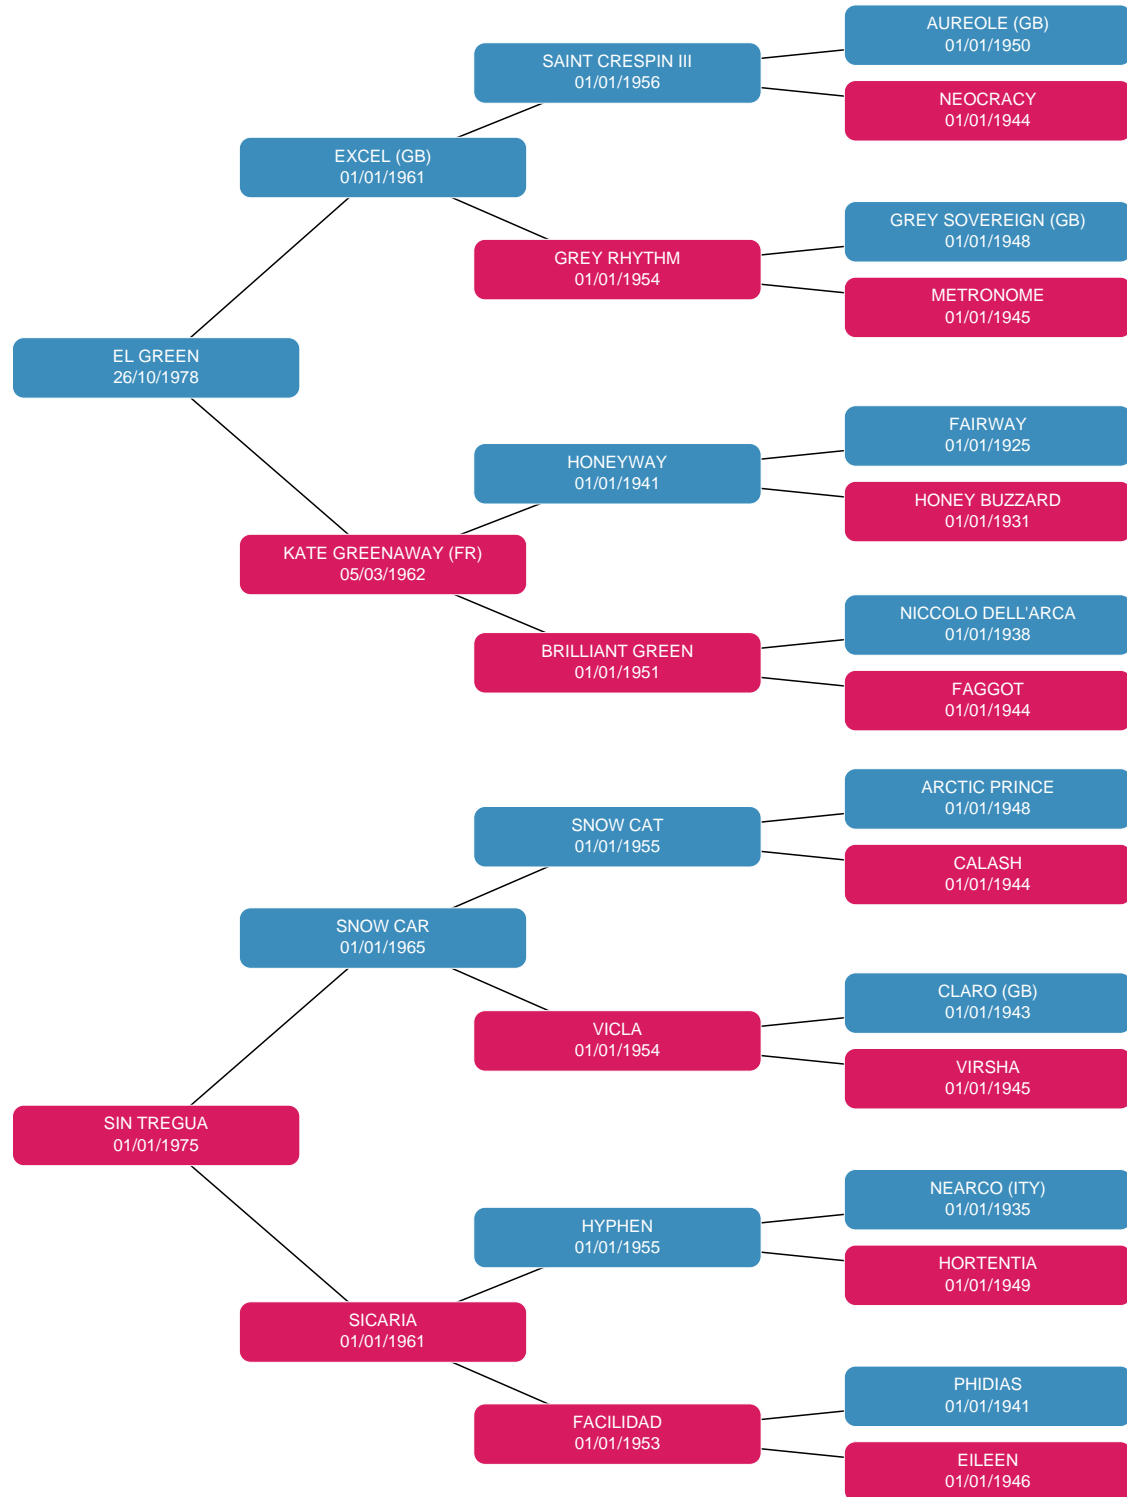 AUREOLE (GB)
01/01/1950
SAINT CRESPIN III
01/01/1956
NEOCRACY
01/01/1944
EXCEL (GB)
01/01/1961
GREY SOVEREIGN (GB)
01/01/1948
GREY RHYTHM
01/01/1954
METRONOME
01/01/1945
EL GREEN
26/10/1978
FAIRWAY
01/01/1925
HONEYWAY
01/01/1941
HONEY BUZZARD
01/01/1931
KATE GREENAWAY (FR)
05/03/1962
NICCOLO DELL'ARCA
01/01/1938
BRILLIANT GREEN
01/01/1951
FAGGOT
01/01/1944
ARCTIC PRINCE
01/01/1948
SNOW CAT
01/01/1955
CALASH
01/01/1944
SNOW CAR
01/01/1965
CLARO (GB)
01/01/1943
VICLA
01/01/1954
VIRSHA
01/01/1945
SIN TREGUA
01/01/1975
NEARCO (ITY)
01/01/1935
HYPHEN
01/01/1955
HORTENTIA
01/01/1949
SICARIA
01/01/1961
PHIDIAS
01/01/1941
FACILIDAD
01/01/1953
EILEEN
01/01/1946